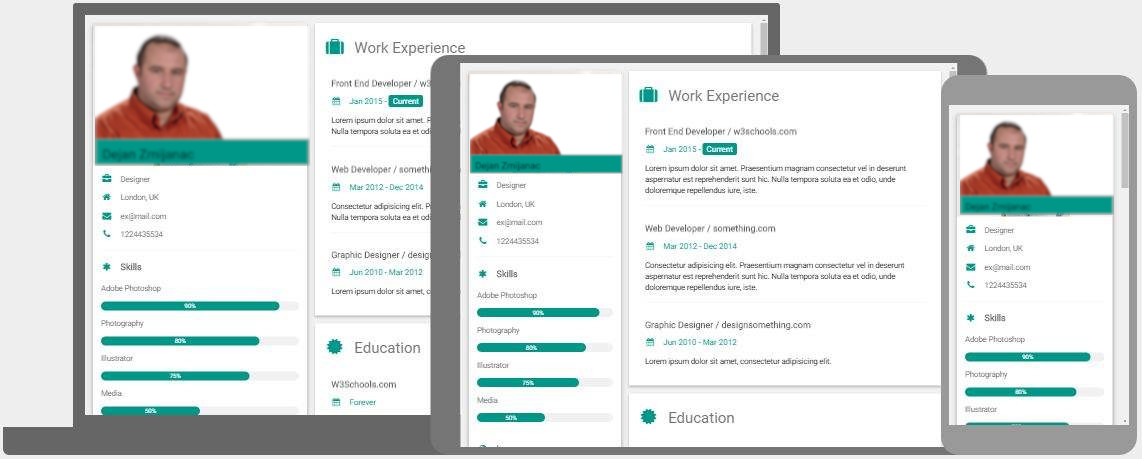 Dejan Zmijanac
Designer
London, UK
ex@mail.com
1224435534
Skills
Adobe Photoshop
90%
Photography
80%
Illustrator
75%
Media
50%
Work Experience
Front End Developer / w3s
Jan 2015 - Current
Lorem ipsum dolor sit amet. P
Nulla tempora soluta ea et odi
Web Developer / somethi
Mar 2012 - Dec 2014
Consectetur adipisicing elit. P
Nulla tempora soluta ea et od
Graphic Designer / desig
Jun 2010 - Mar 2012
Lorem ipsum dolor sit amet, c
Education
W3Schools.com
Forever
Dejan Zmijanac
Designer
London, UK
ex@mail.com
1224435534
Skills
Adobe Photoshop
90%
Photography
80%
Illustrator
75%
Media
50%
Work Experience
Front End Developer / w3schools.com
Jan 2015 - Current
Lorem ipsum dolor sit amet. Praesentium magnam consectetur vel in deserunt
aspernatur est reprehenderit sunt hic. Nulla tempora soluta ea et odio, unde
doloremque repellendus iure, iste.
Web Developer / something.com
Mar 2012 - Dec 2014
Consectetur adipisicing elit. Praesentium magnam consectetur vel in deserunt
aspernatur est reprehenderit sunt hic. Nulla tempora soluta ea et odio, unde
doloremque repellendus iure, iste.
Graphic Designer / designsomething.com
Jun 2010 - Mar 2012
Lorem ipsum dolor sit amet, consectetur adipisicing elit.
Education
Dejan Zmijanac
Designer
London, UK
ex@mail.com
1224435534
Skills
Adobe Photoshop
90%
Photography
80%
Illustrator